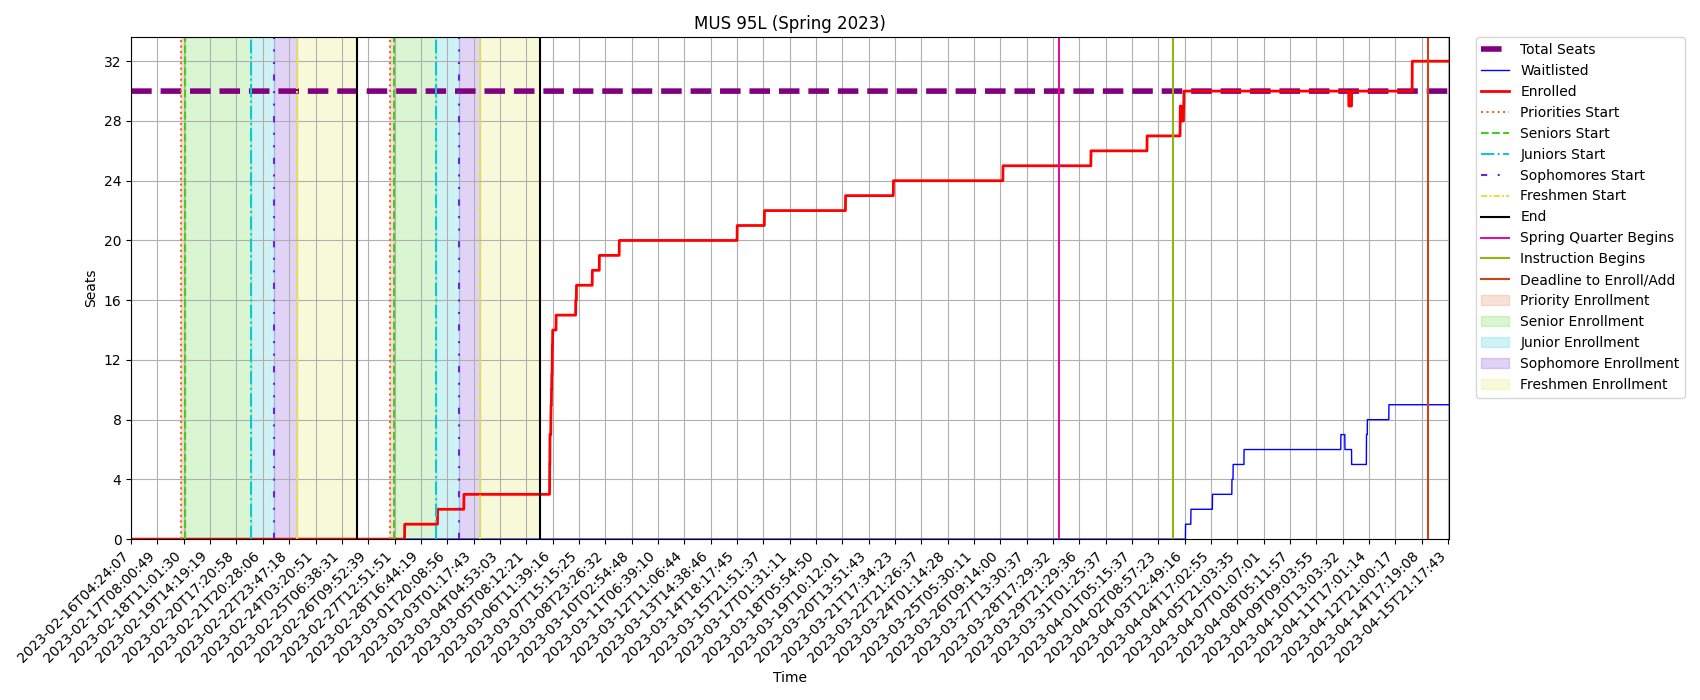 MUS 95L (Spring 2023)
Total Seats
Waitlisted
Enrolled
Priorities Start
Seniors Start
Juniors Start
Sophomores Start
Freshmen Start
End
Spring Quarter Begins
Instruction Begins
Deadline to Enroll/Add
Priority Enrollment
Senior Enrollment
Junior Enrollment
Sophomore Enrollment
Freshmen Enrollment
Seats
32
28
24
20
16
12
8
4
0
2023-02-16T04:24:07
2023-02-17T08:00:49
2023-02-18T11:01:30
2023-02-19T14:19:19
2023-02-20T17:20:58
2023-02-21T20:28:06
2023-02-22T23:47:18
2023-02-24T03:20:51
2023-02-25T06:38:31
2023-02-26T09:52:39
2023-02-27T12:51:51
2023-02-28T16:44:19
2023-03-01T20:08:56
2023-03-04T01:17:43
2023-03-04T04:53:03
2023-03-05T08:12:21
2023-03-06T11:39:16
2023-03-07T15:15:25
2023-03-08T23:26:32
2023-03-10T02:54:48
2023-03-11T06:39:10
2023-03-12T11:06:44
2023-03-13T14:38:46
2023-03-14T18:17:45
2023-03-15T21:51:37
2023-03-17T01:31:11
2023-03-18T05:54:50
2023-03-19T10:12:01
2023-03-20T13:51:43
2023-03-21T17:34:23
2023-03-22T21:26:37
2023-03-24T01:14:28
2023-03-25T05:30:11
2023-03-26T09:14:00
2023-03-27T13:30:37
2023-03-28T17:29:32
2023-03-29T21:29:36
2023-03-31T01:25:37
2023-04-01T05:15:37
2023-04-02T08:57:23
2023-04-03T12:49:16
2023-04-04T17:02:55
2023-04-05T21:03:35
2023-04-07T01:07:01
2023-04-08T05:11:57
2023-04-09T09:03:55
2023-04-10T13:03:32
2023-04-11T17:01:14
2023-04-12T21:00:17
2023-04-14T17:19:08
2023-04-15T21:17:43
Time